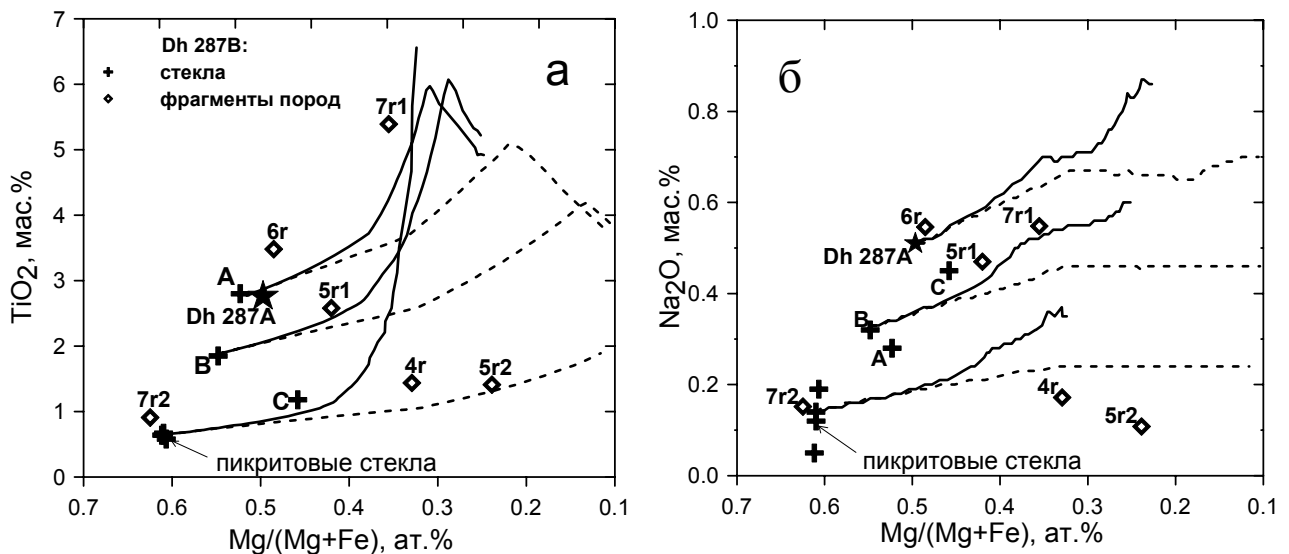 а
Dh 287B:
стекла
фрагменты пород
7
6
5
4
3
2
1
0
TiO2, мас.%
7r1
6r
A
Dh 287A
5r1
B
4r
5r2
C
7r2
пикритовые стекла
0.7 0.6 0.5 0.4 0.3 0.2 0.1
Mg/(Mg+Fe), ат.%
б
1.0
0.8
0.6
0.4
0.2
0.0
Na2O, мас.%
6r
7r1
Dh 287A
5r1
C
B
A
7r2
4r
5r2
пикритовые стекла
0.7 0.6 0.5 0.4 0.3 0.2 0.1
Mg/(Mg+Fe), ат.%